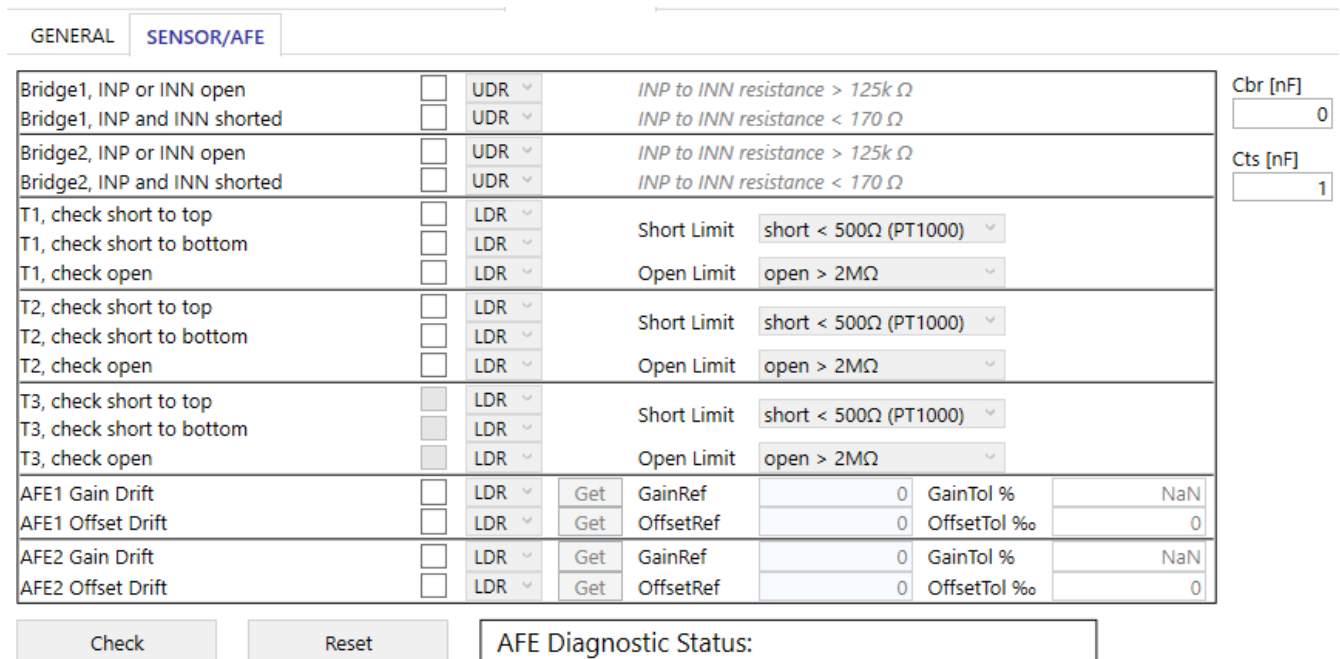 GENERAL SENSOR/AFE
Bridge1, INP or INN open UDR INP to INN resistance > 125k Ω
Bridge1, INP and INN shorted UDR INP to INN resistance < 170 Ω
Bridge2, INP or INN open UDR INP to INN resistance > 125k Ω
Bridge2, INP and INN shorted UDR INP to INN resistance < 170 Ω
Cbr [nF]
0
Cts [nF]
1
T1, check short to top LDR
Short Limit short < 500Ω (PT1000)
T1, check short to bottom LDR
T1, check open LDR Open Limit open > 2MΩ
T2, check short to top LDR
Short Limit short < 500Ω (PT1000)
T2, check short to bottom LDR
T2, check open LDR Open Limit open > 2MΩ
T3, check short to top LDR
Short Limit short < 500Ω (PT1000)
T3, check short to bottom LDR
T3, check open LDR Open Limit open > 2MΩ
AFE1 Gain Drift LDR Get GainRef 0 GainTol % NaN
AFE1 Offset Drift LDR Get OffsetRef 0 OffsetTol ‰ 0
AFE2 Gain Drift LDR Get GainRef 0 GainTol % NaN
AFE2 Offset Drift LDR Get OffsetRef 0 OffsetTol ‰ 0
Check Reset AFE Diagnostic Status: